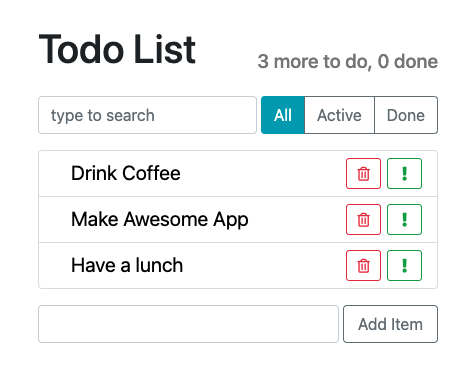 Todo List
3 more to do, 0 done
type to search
All
Active
Done
Drink Coffee
Make Awesome App
Have a lunch
Add Item